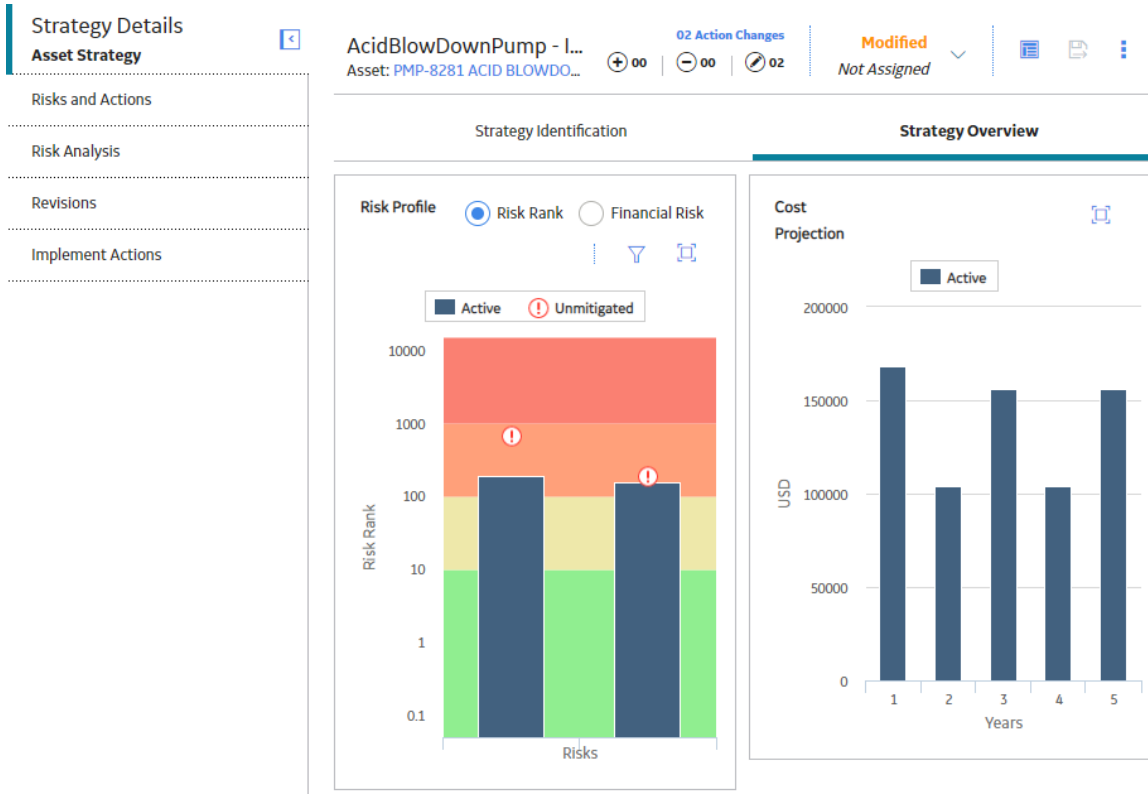 Strategy Details
Asset Strategy
Risks and Actions
Risk Analysis
Revisions
Implement Actions
AcidBlowDownPump - I...
Asset: PMP-8281 ACID BLOWDO...
02 Action Changes
00
00
02
Modified
Not Assigned
Strategy Identification
Strategy Overview
Risk Profile
Risk Rank
Financial Risk
Active
Unmitigated
10000
1000
100
10
1
0.1
Risk Rank
Risks
Cost
Projection
Active
200000
150000
100000
50000
0
USD
1 2 3 4 5
Years